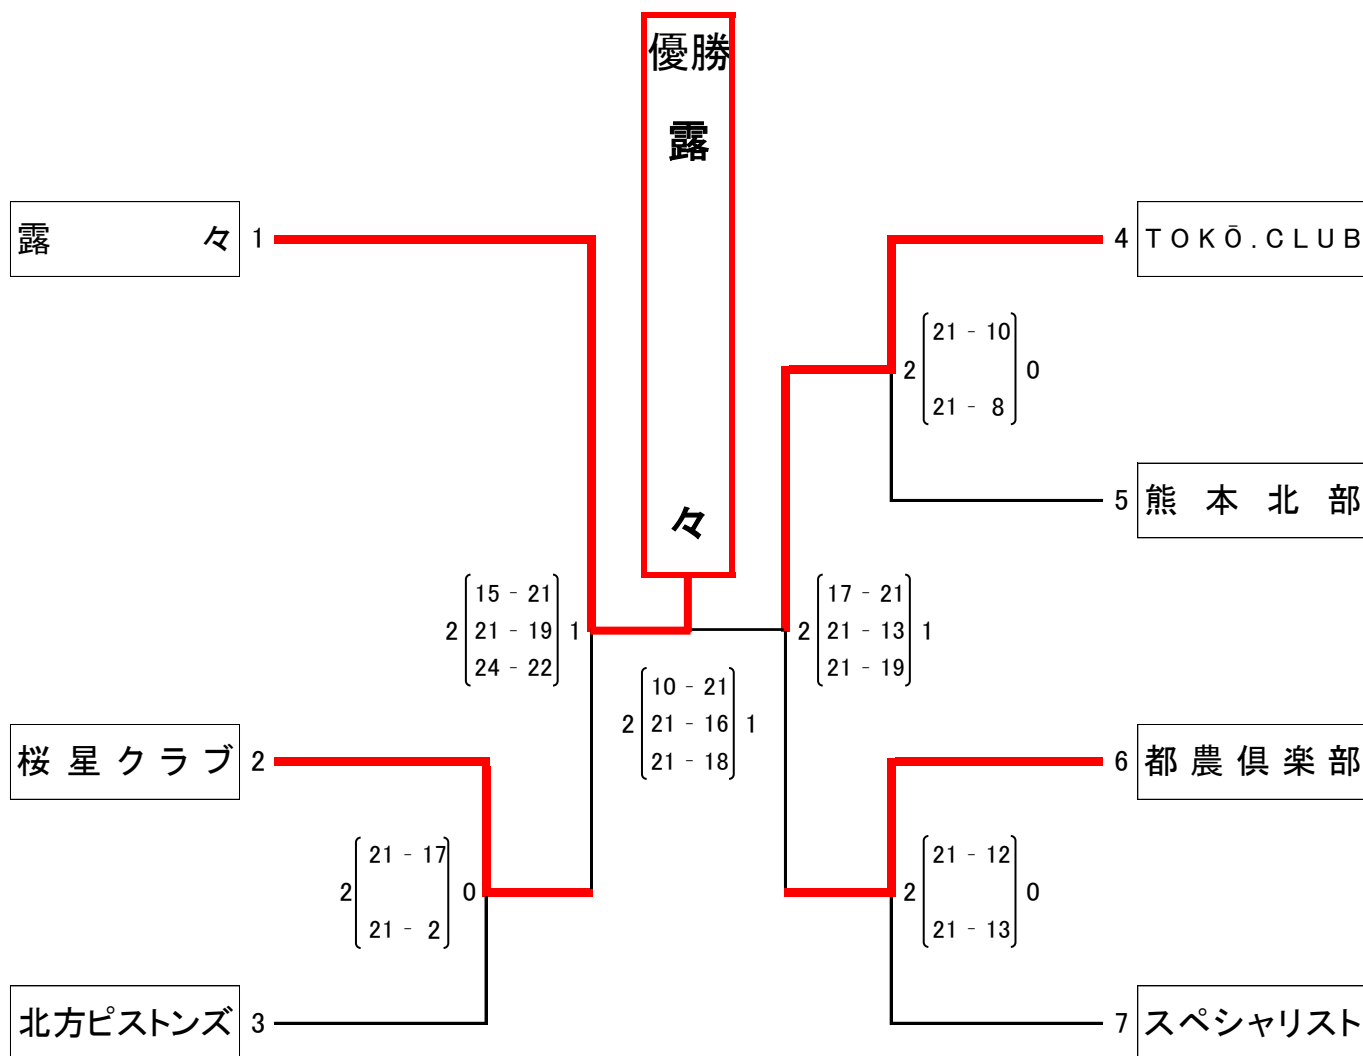 優勝
露
々
露 々 1
4 TOKŌ.CLUB
21 - 10
2 0
21 - 8
5 熊本北部
15 - 21
2 21 - 19 1
24 - 22
17 - 21
2 21 - 13 1
21 - 19
10 - 21
2 21 - 16 1
21 - 18
桜星クラブ 2
6 都農倶楽部
21 - 17
2 0
21 - 2
21 - 12
2 0
21 - 13
北方ピストンズ 3
7 スペシャリスト